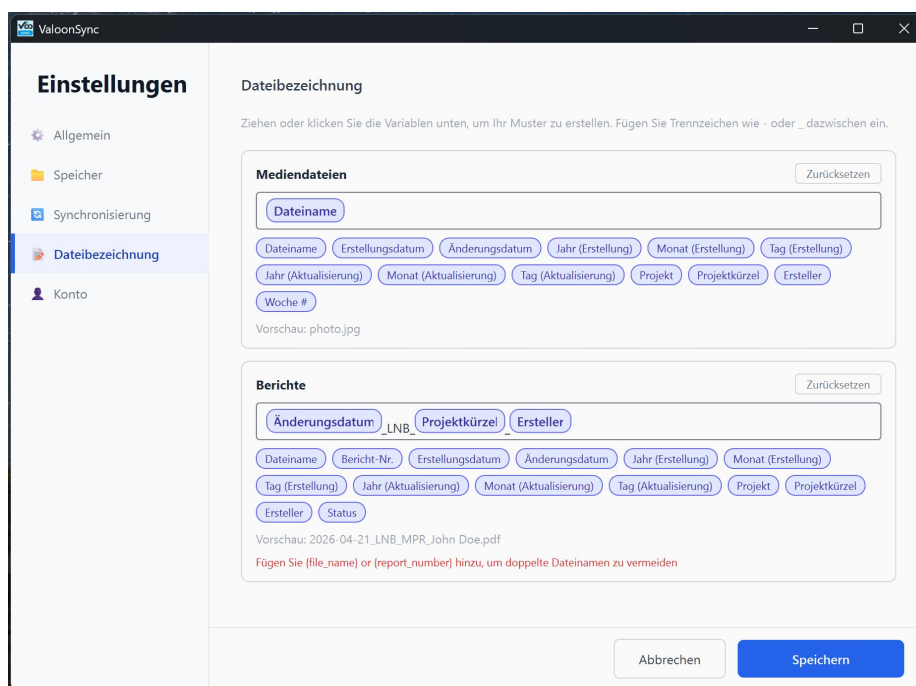 ValoonSync
Einstellungen
Allgemein
Speicher
Synchronisierung
Dateibezeichnung
Konto
Dateibezeichnung
Ziehen oder klicken Sie die Variablen unten, um Ihr Muster zu erstellen. Fügen Sie Trennzeichen wie - oder _ dazwischen ein.
Mediendateien
Zurücksetzen
Dateiname
Dateiname Erstellungsdatum Änderungsdatum Jahr (Erstellung) Monat (Erstellung) Tag (Erstellung)
Jahr (Aktualisierung) Monat (Aktualisierung) Tag (Aktualisierung) Projekt Projektkürzel Ersteller
Woche #
Vorschau: photo.jpg
Berichte
Zurücksetzen
Änderungsdatum _LNB_ Projektkürzel _ Ersteller
Dateiname Bericht-Nr. Erstellungsdatum Änderungsdatum Jahr (Erstellung) Monat (Erstellung)
Tag (Erstellung) Jahr (Aktualisierung) Monat (Aktualisierung) Tag (Aktualisierung) Projekt Projektkürzel
Ersteller Status
Vorschau: 2026-04-21_LNB_MPR_John Doe.pdf
Fügen Sie {file_name} or {report_number} hinzu, um doppelte Dateinamen zu vermeiden
Abbrechen
Speichern